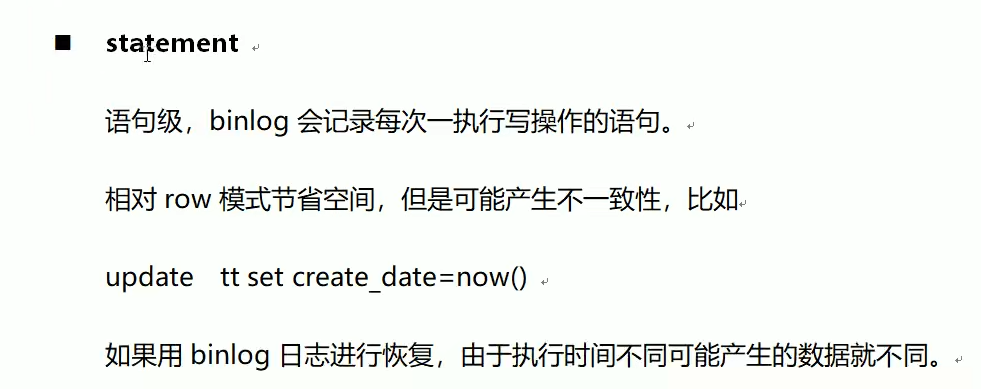 ■ statement
语句级，binlog 会记录每次一执行写操作的语句。
相对 row 模式节省空间，但是可能产生不一致性，比如
update tt set create_date=now()
如果用 binlog 日志进行恢复，由于执行时间不同可能产生的数据就不同。